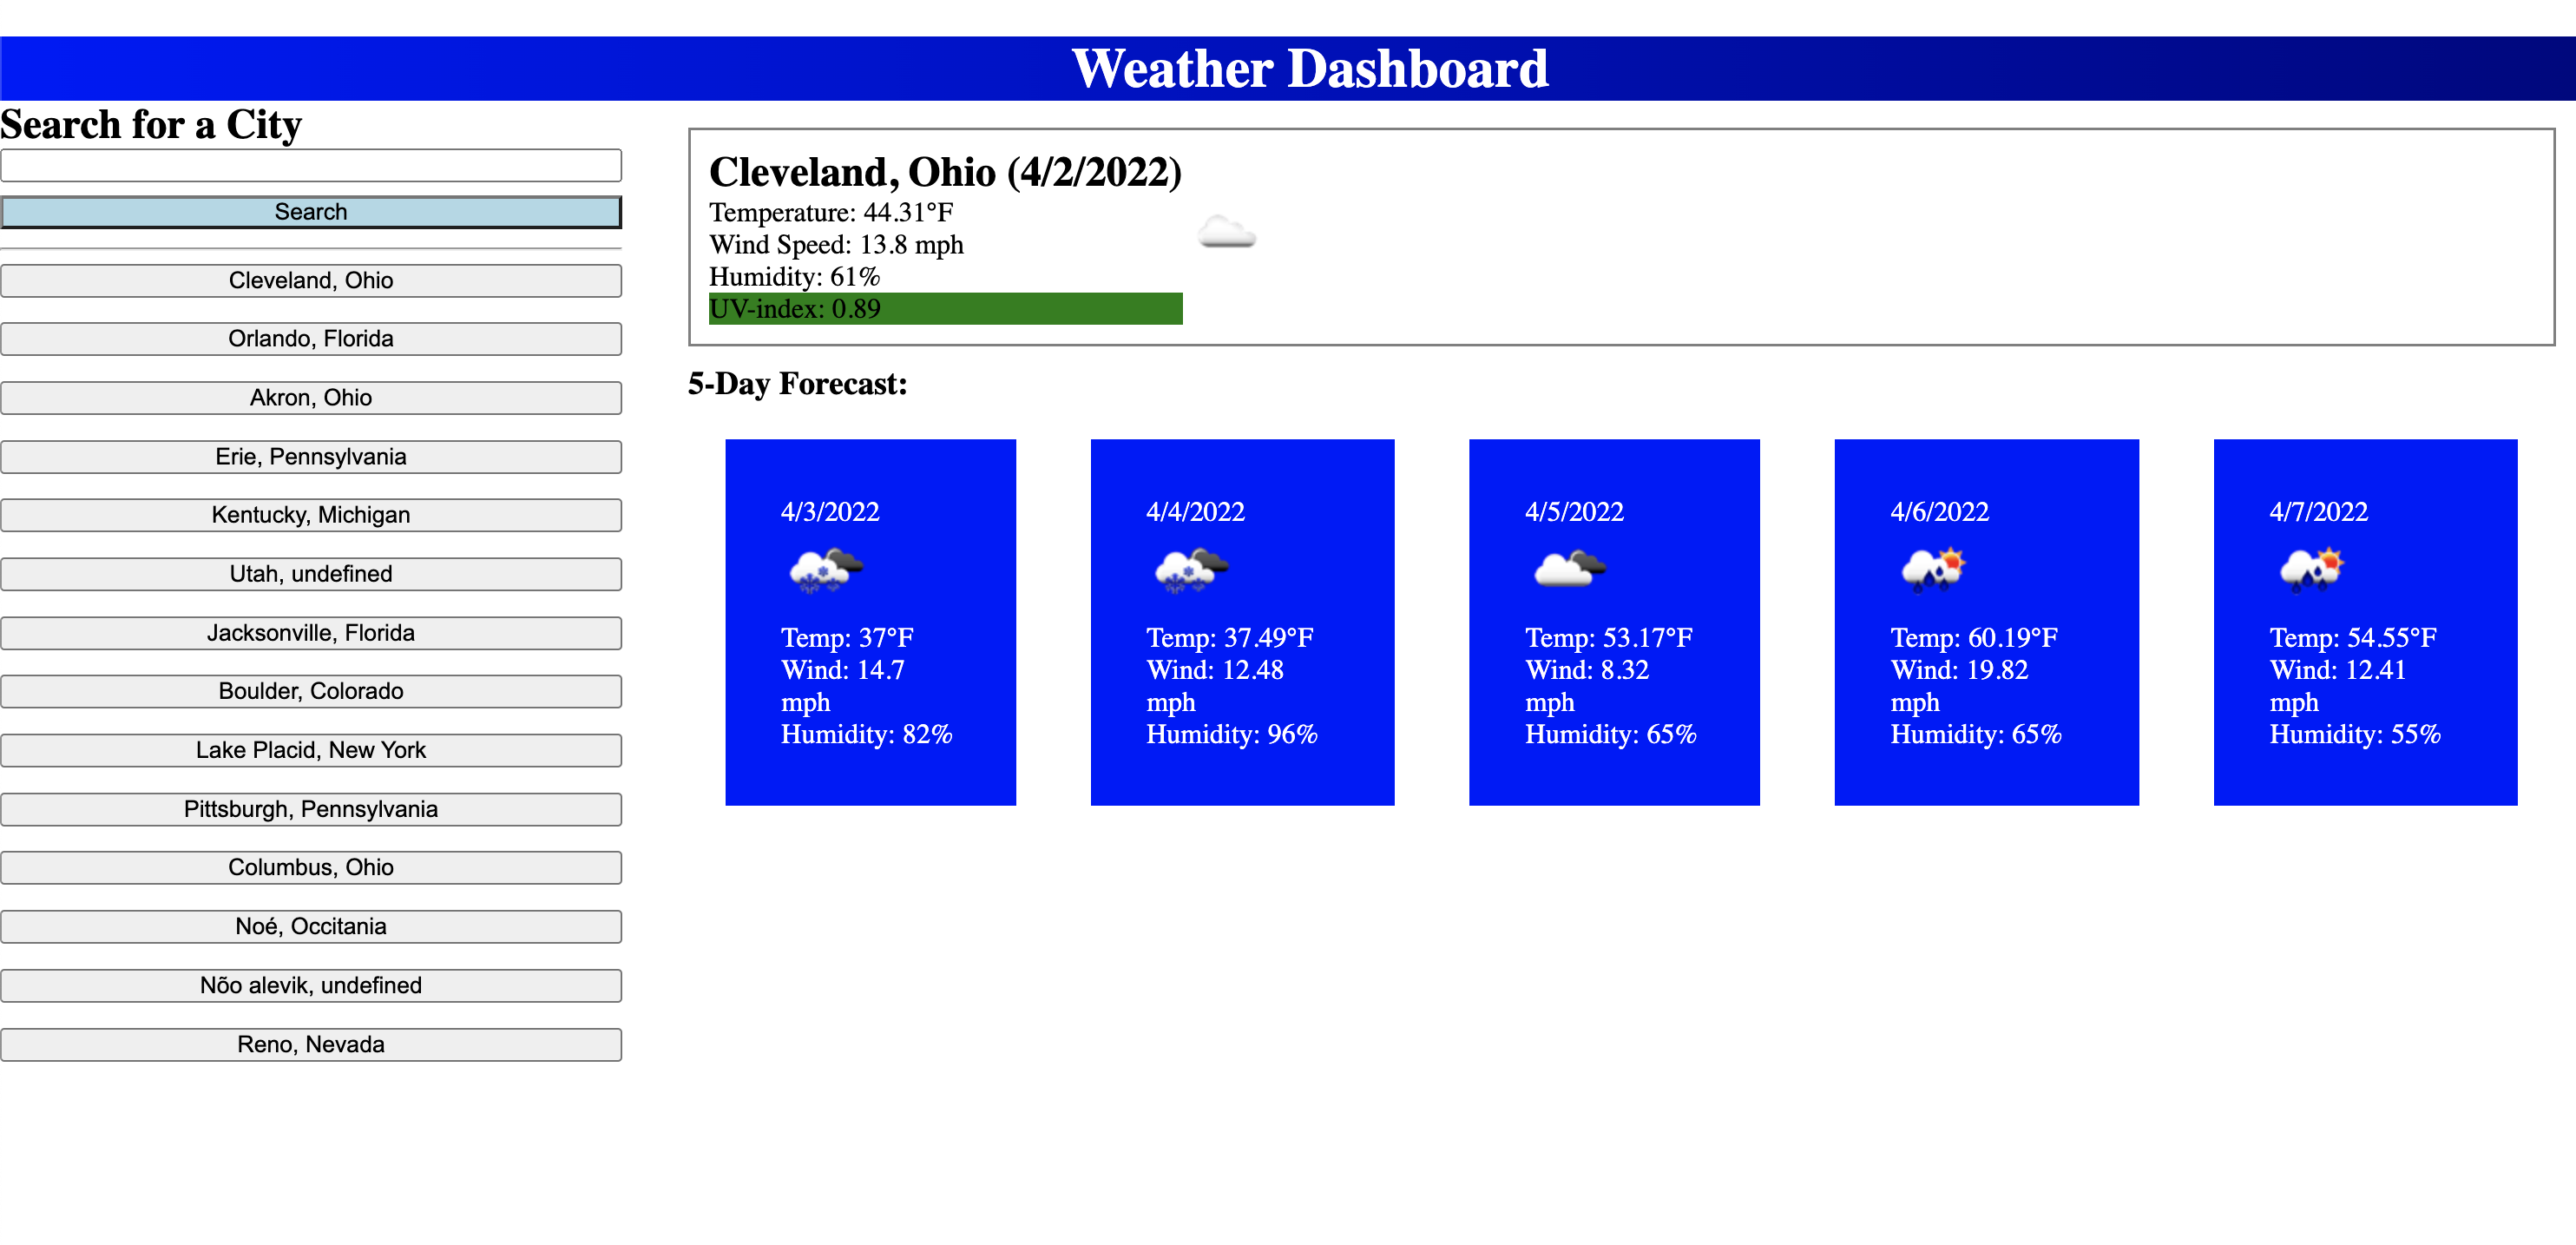 Weather Dashboard
Search for a City
Search
Cleveland, Ohio
Orlando, Florida
Akron, Ohio
Erie, Pennsylvania
Kentucky, Michigan
Utah, undefined
Jacksonville, Florida
Boulder, Colorado
Lake Placid, New York
Pittsburgh, Pennsylvania
Columbus, Ohio
Noé, Occitania
Nõo alevik, undefined
Reno, Nevada
Cleveland, Ohio (4/2/2022)
Temperature: 44.31°F
Wind Speed: 13.8 mph
Humidity: 61%
UV-index: 0.89
5-Day Forecast:
4/3/2022
Temp: 37°F
Wind: 14.7
mph
Humidity: 82%
4/4/2022
Temp: 37.49°F
Wind: 12.48
mph
Humidity: 96%
4/5/2022
Temp: 53.17°F
Wind: 8.32
mph
Humidity: 65%
4/6/2022
Temp: 60.19°F
Wind: 19.82
mph
Humidity: 65%
4/7/2022
Temp: 54.55°F
Wind: 12.41
mph
Humidity: 55%